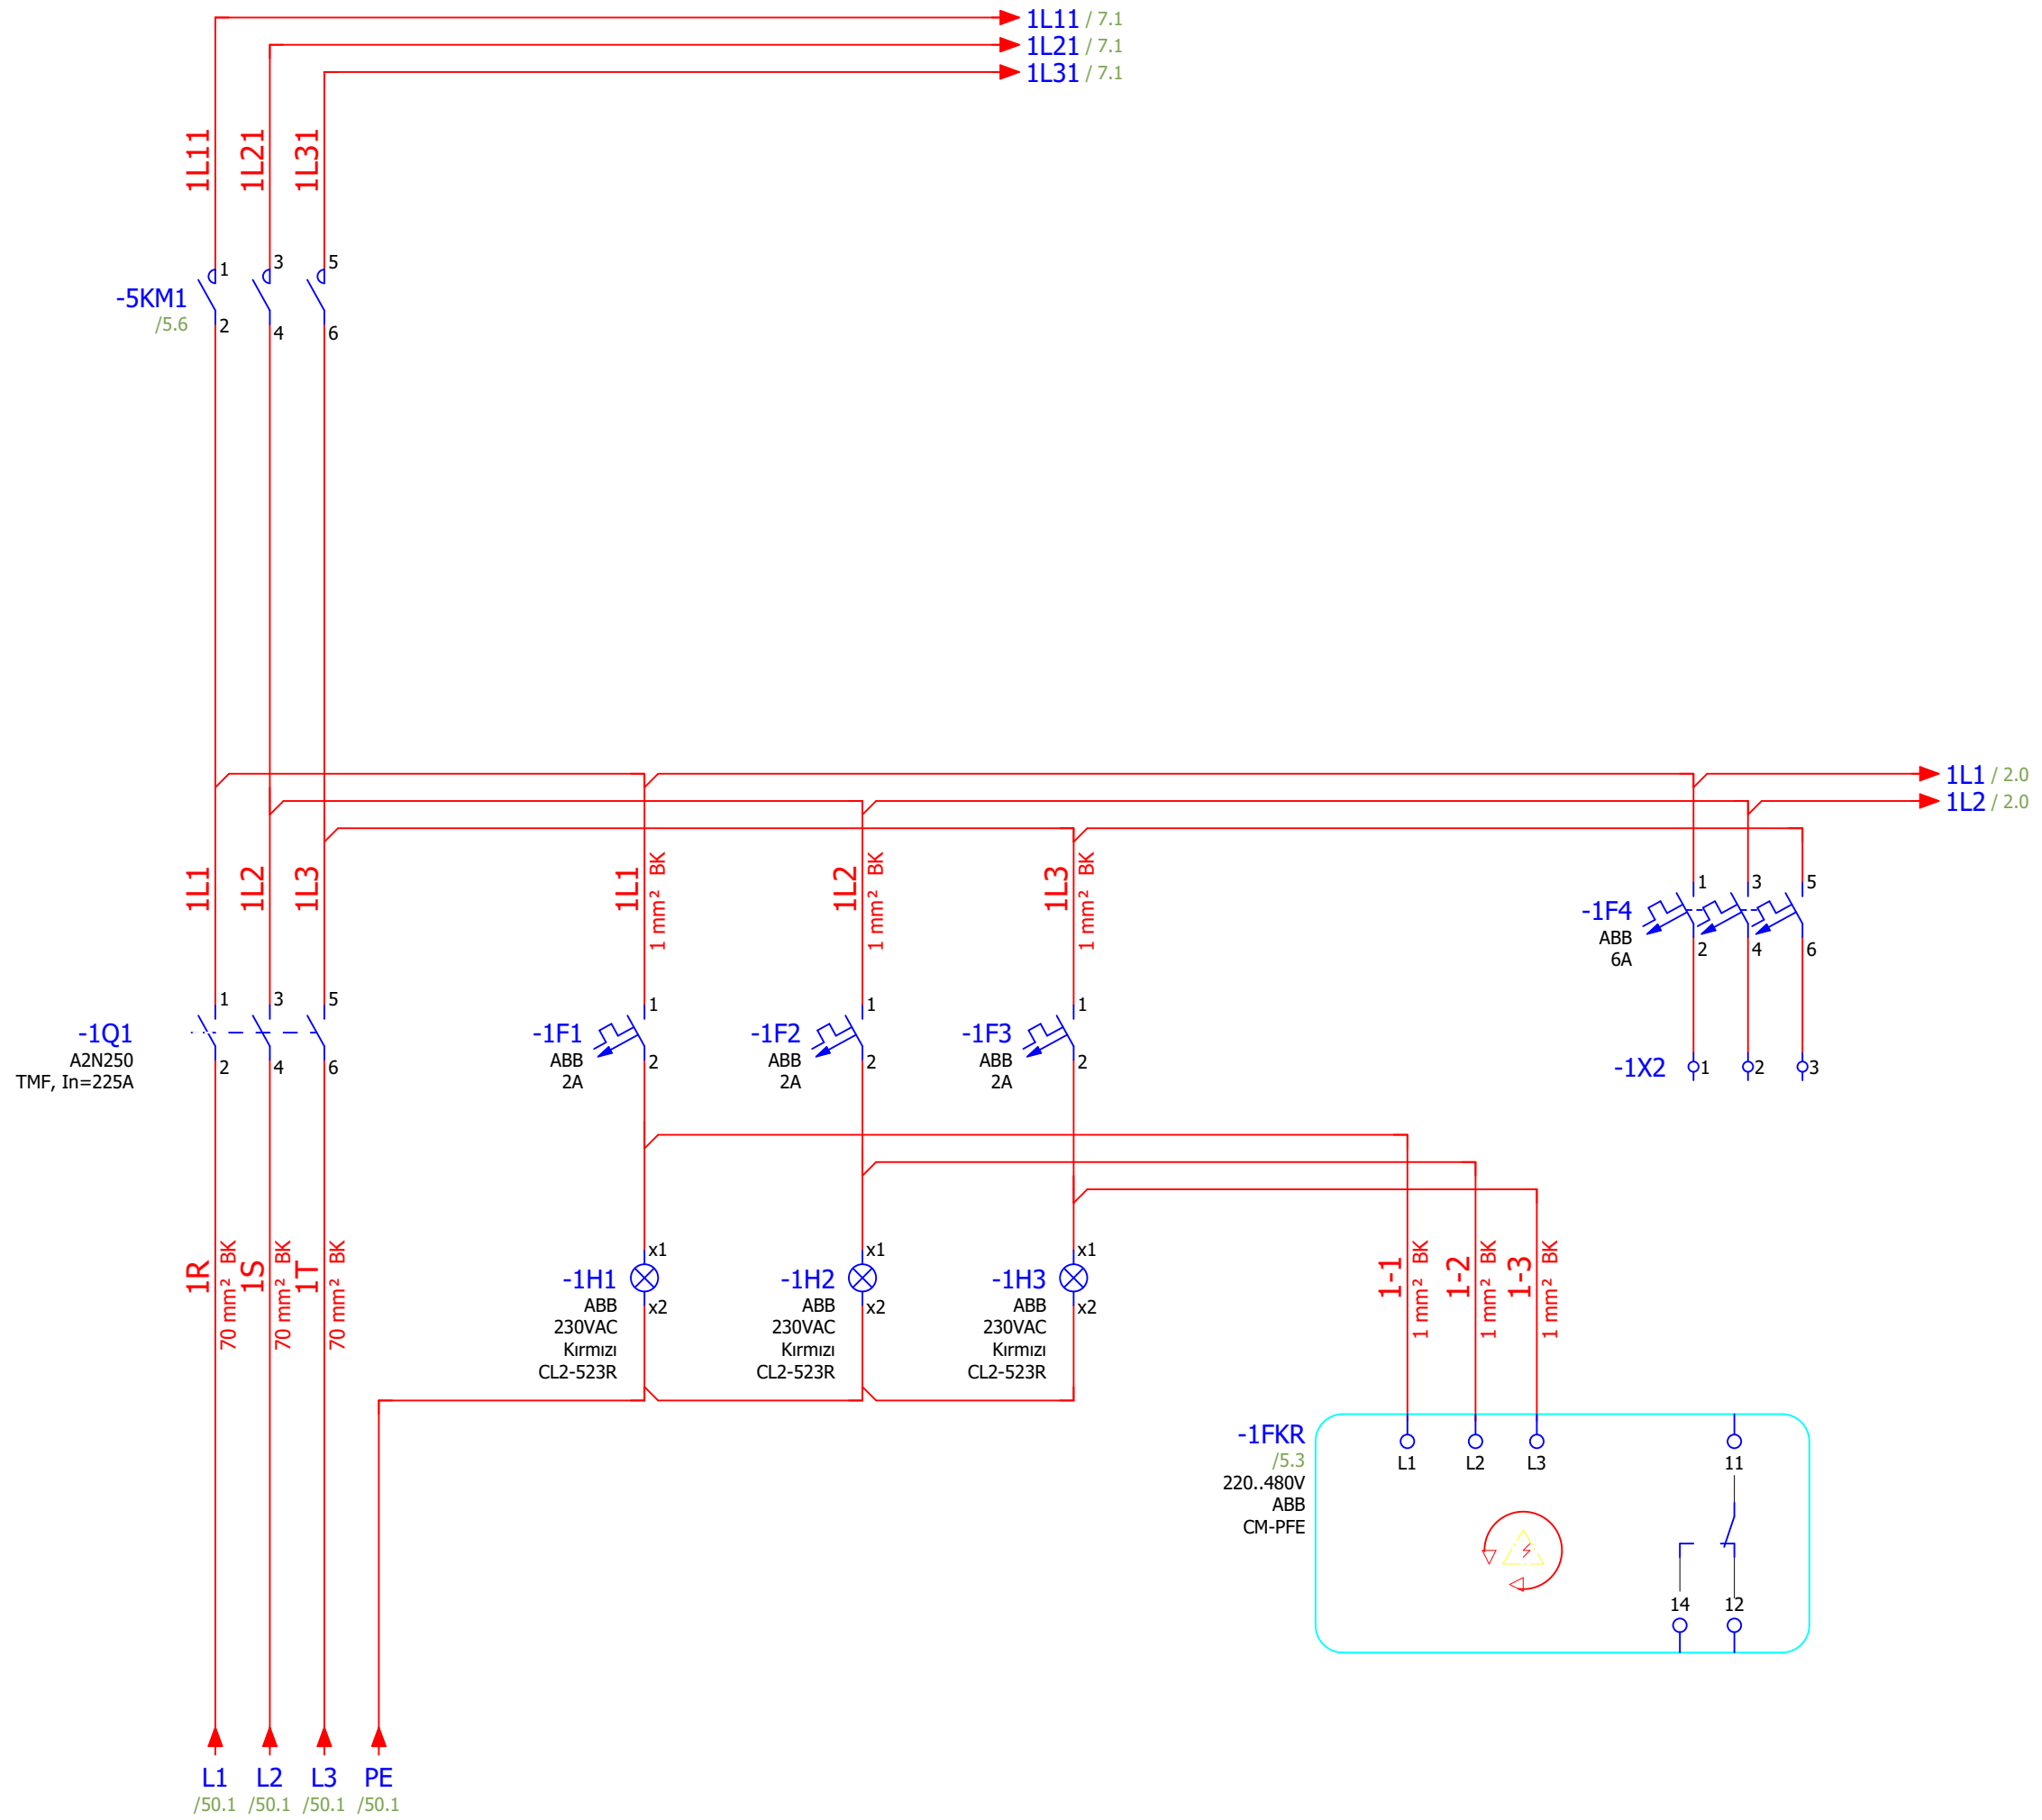 1L11 / 7.1
1L21 / 7.1
1L31 / 7.1
1L11
1L21
1L31
-5KM1
/5.6
1
3
5
2
4
6
1L1 / 2.0
1L2 / 2.0
1L1
1L2
1L3
1L1
1 mm² BK
1L2
1 mm² BK
1L3
1 mm² BK
-1F4
ABB
6A
1
3
5
2
4
6
-1Q1
A2N250
TMF, In=225A
1
3
5
2
4
6
-1F1
ABB
2A
1
2
-1F2
ABB
2A
1
2
-1F3
ABB
2A
1
2
-1X2
1
2
3
1R
70 mm² BK
1S
70 mm² BK
1T
70 mm² BK
-1H1
ABB
230VAC
Kırmızı
CL2-523R
x1
x2
-1H2
ABB
230VAC
Kırmızı
CL2-523R
x1
x2
-1H3
ABB
230VAC
Kırmızı
CL2-523R
x1
x2
1-1
1 mm² BK
1-2
1 mm² BK
1-3
1 mm² BK
-1FKR
/5.3
220..480V
ABB
CM-PFE
L1
L2
L3
11
14
12
L1
/50.1
L2
/50.1
L3
/50.1
PE
/50.1